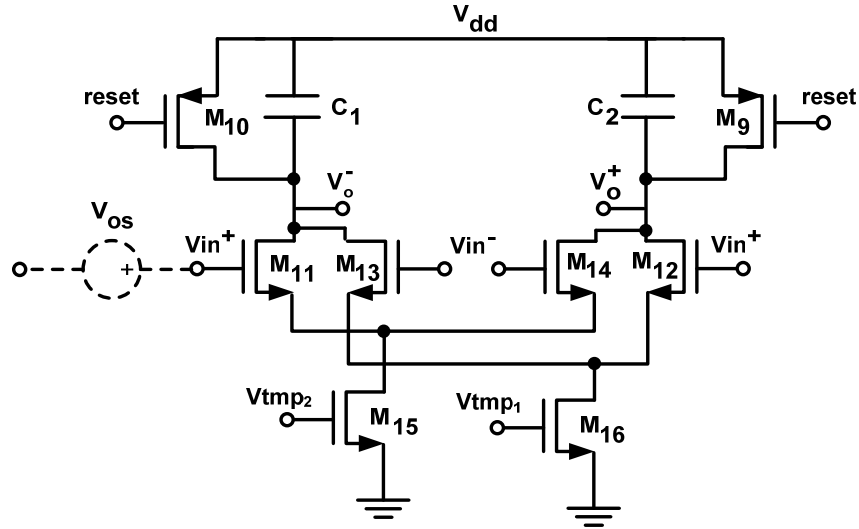 Vdd
reset
M10
C1
C2
M9
reset
Vo-
Vo+
Vos
+
Vin+
M11
M13
Vin-
M14
M12
Vin+
Vtmp2
M15
Vtmp1
M16